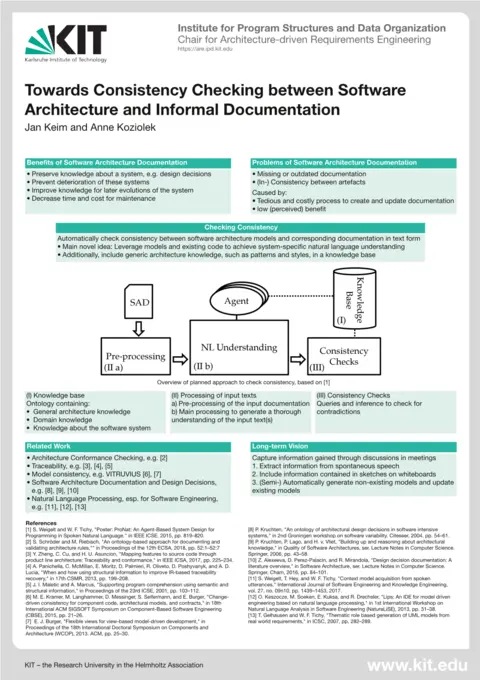 KIT
Karlsruhe Institute of Technology
Institute for Program Structures and Data Organization
Chair for Architecture-driven Requirements Engineering
https://are.ipd.kit.edu
Towards Consistency Checking between Software
Architecture and Informal Documentation
Jan Keim and Anne Koziolek
Benefits of Software Architecture Documentation
• Preserve knowledge about a system, e.g. design decisions
• Prevent deterioration of these systems
• Improve knowledge for later evolutions of the system
• Decrease time and cost for maintenance
Problems of Software Architecture Documentation
• Missing or outdated documentation
• (In-) Consistency between artefacts
Caused by:
• Tedious and costly process to create and update documentation
• low (perceived) benefit
Checking Consistency
Automatically check consistency between software architecture models and corresponding documentation in text form
• Main novel idea: Leverage models and existing code to achieve system-specific natural language understanding
• Additionally, include generic architecture knowledge, such as patterns and styles, in a knowledge base
SAD
Agent
Knowledge
Base
(I)
Pre-processing
(II a)
NL Understanding
(II b)
Consistency
Checks
(III)
Overview of planned approach to check consistency, based on [1]
(I) Knowledge base
Ontology containing:
• General architecture knowledge
• Domain knowledge
• Knowledge about the software system
(II) Processing of input texts
a) Pre-processing of the input documentation
b) Main processing to generate a thorough
understanding of the input text(s)
(III) Consistency Checks
Queries and inference to check for
contradictions
Related Work
• Architecture Conformance Checking, e.g. [2]
• Traceability, e.g. [3], [4], [5]
• Model consistency, e.g. VITRUVIUS [6], [7]
• Software Architecture Documentation and Design Decisions,
e.g. [8], [9], [10]
• Natural Language Processing, esp. for Software Engineering,
e.g. [11], [12], [13]
Long-term Vision
Capture information gained through discussions in meetings
1. Extract information from spontaneous speech
2. Include information contained in sketches on whiteboards
3. (Semi-) Automatically generate non-existing models and update
existing models
References
[1] S. Weigelt and W. F. Tichy, "Poster: ProNat: An Agent-Based System Design for
Programming in Spoken Natural Language." in IEEE ICSE, 2015, pp. 819–820.
[2] S. Schröder and M. Riebisch. "An ontology-based approach for documenting and
validating architecture rules,"" in Proceedings of the 12th ECSA, 2018, pp. 52:1-52:7
[3] Y. Zheng, C. Cu, and H. U. Asuncion, "Mapping features to source code through
product line architecture: Traceability and conformance," in IEEE ICSA, 2017, pp. 225–234.
[4] A. Panichella, C. McMillan, E. Moritz, D. Palmieri, R. Oliveto, D. Poshyvanyk, and A. D.
Lucia, "When and how using structural information to improve IR-based traceability
recovery," in 17th CSMR, 2013, pp. 199–208.
[5] J. I. Maletic and A. Marcus, "Supporting program comprehension using semantic and
structural information," in Proceedings of the 23rd ICSE, 2001, pp. 103–112.
[6] M. E. Kramer, M. Langhammer, D. Messinger, S. Seifermann, and E. Burger, "Change-
driven consistency for component code, architectural models, and contracts," in 18th
International ACM SIGSOFT Symposium on Component-Based Software Engineering
(CBSE), 2015, pp. 21–26.
[7] E. J. Burger, "Flexible views for view-based model-driven development," in
Proceedings of the 18th International Doctoral Symposium on Components and
Architecture (WCOP), 2013. ACM, pp. 25–30.
[8] P. Kruchten, "An ontology of architectural design decisions in software intensive
systems," in 2nd Groningen workshop on software variability. Citeseer, 2004, pp. 54–61.
[9] P. Kruchten, P. Lago, and H. v. Vliet, "Building up and reasoning about architectural
knowledge," in Quality of Software Architectures, ser. Lecture Notes in Computer Science.
Springer, 2006, pp. 43–58.
[10] Z. Alexeeva, D. Perez-Palacin, and R. Mirandola, "Design decision documentation: A
literature overview," in Software Architecture, ser. Lecture Notes in Computer Science.
Springer, Cham, 2016, pp. 84–101.
[11] S. Weigelt, T. Hey, and W. F. Tichy, "Context model acquisition from spoken
utterances," International Journal of Software Engineering and Knowledge Engineering,
vol. 27, no. 09n10, pp. 1439–1453, 2017.
[12] O. Keszocze, M. Soeken, E. Kuksa, and R. Drechsler, "Lips: An IDE for model driven
engineering based on natural language processing," in 1st International Workshop on
Natural Language Analysis in Software Engineering (NaturaLiSE), 2013, pp. 31–38.
[13] T. Gelhausen and W. F. Tichy, "Thematic role based generation of UML models from
real world requirements," in ICSC, 2007, pp. 282–289.
KIT – the Research University in the Helmholtz Association
www.kit.edu